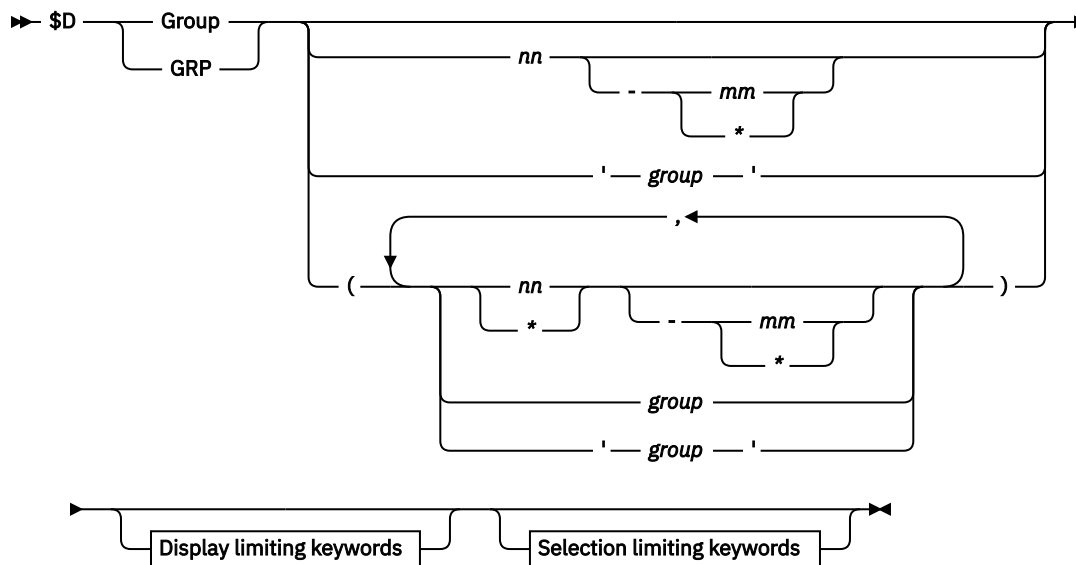 $D Group
GRP
nn
- mm
*
' group '
,
( nn )
* - mm
*
group
' group '
Display limiting keywords Selection limiting keywords